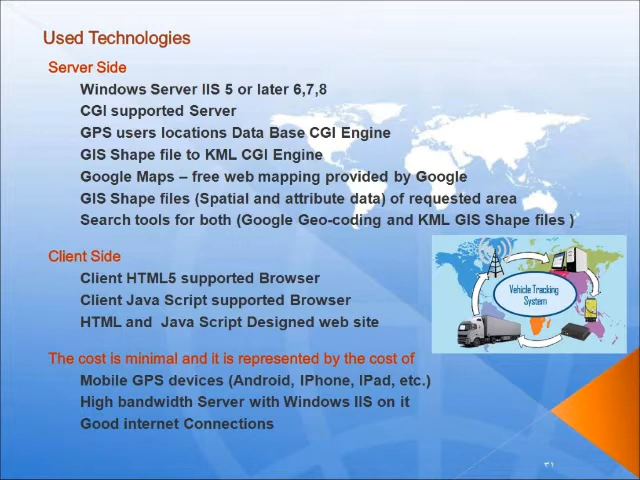 Used Technologies
Server Side
Windows Server IIS 5 or later 6,7,8
CGI supported Server
GPS users locations Data Base CGI Engine
GIS Shape file to KML CGI Engine
Google Maps – free web mapping provided by Google
GIS Shape files (Spatial and attribute data) of requested area
Search tools for both (Google Geo-coding and KML GIS Shape files )
Client Side
Client HTML5 supported Browser
Client Java Script supported Browser
HTML and  Java Script Designed web site
Vehicle Tracking
System
The cost is minimal and it is represented by the cost of
Mobile GPS devices (Android, IPhone, IPad, etc.)
High bandwidth Server with Windows IIS on it
Good internet Connections
٣١